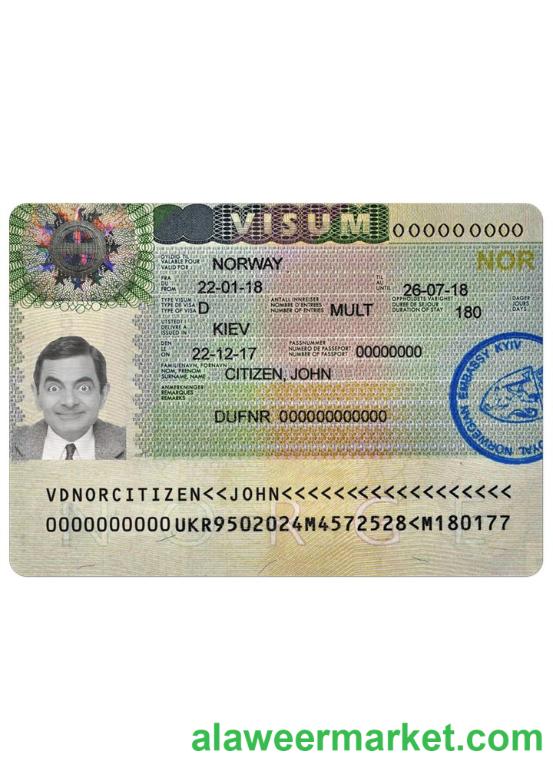 VISUM 000000000
GYLDIG TIL
VALABLE POUR
VALID FOR
NORWAY
NOR
FRA
DU
FROM
22-01-18
TIL
AU
UNTIL
26-07-18
TYPE VISUM
TYPE DE VISA
TYPE OF VISA
D
ANTALL INNREISER
NOMBRE D'ENTREES
NUMBER OF ENTRIES
MULT
OPPHOLDETS VARIGHET
DUREE DE SEJOUR
DURATION OF STAY
180
DAGER
JOURS
DAYS
UTSTEDT I
DELIVRE A
ISSUED IN
KIEV
DEN
LE
ON
22-12-17
PASSNUMMER
NUMERO DE PASSEPORT
NUMBER OF PASSPORT
00000000
FAMILIENAVN, FORNAVN
NOM, PRENOM
SURNAME, NAME
CITIZEN, JOHN
ANMERKNINGER
REMARQUES
REMARKS
DUFNR 000000000000
ROYAL NORWEGIAN EMBASSY KYIV
VDNORCITIZEN<<JOHN<<<<<<<<<<<<<<<<<<
0000000000UKR9502024M4572528<M180177
NORGE
alaweermarket.com